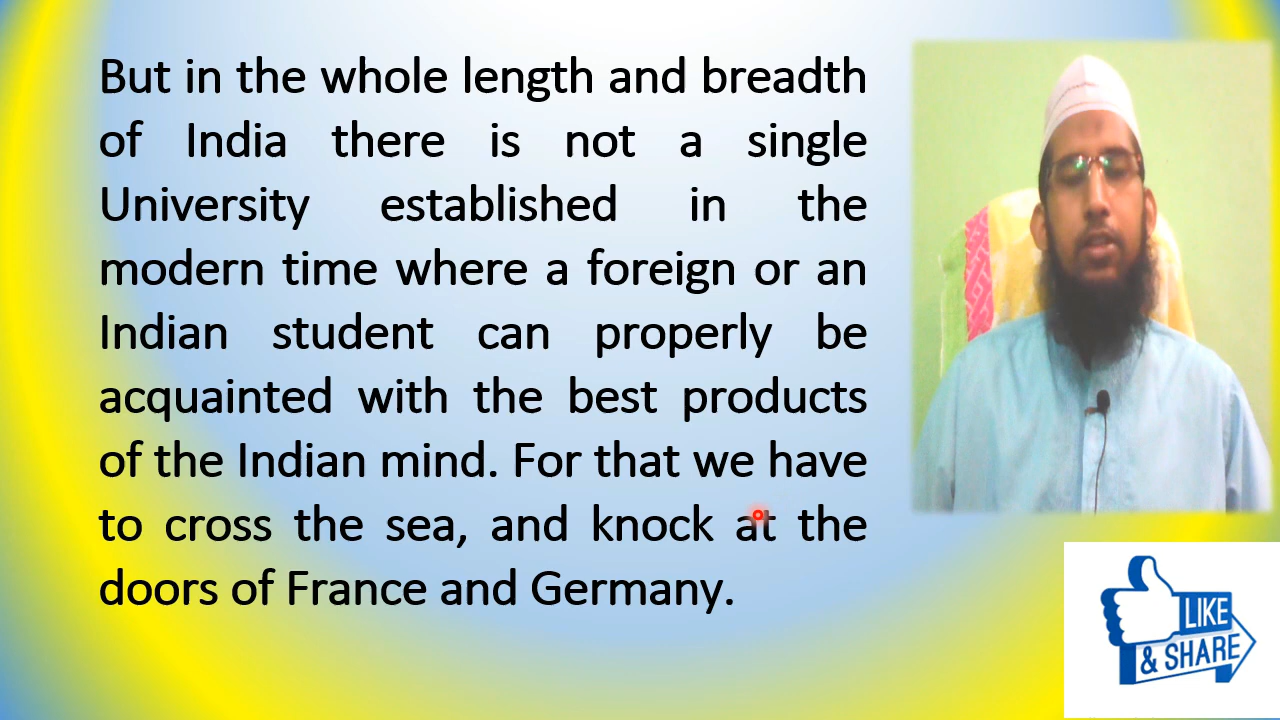 But in the whole length and breadth
of India there is not a single
University established in the
modern time where a foreign or an
Indian student can properly be
acquainted with the best products
of the Indian mind. For that we have
to cross the sea, and knock at the
doors of France and Germany.
LIKE
& SHARE